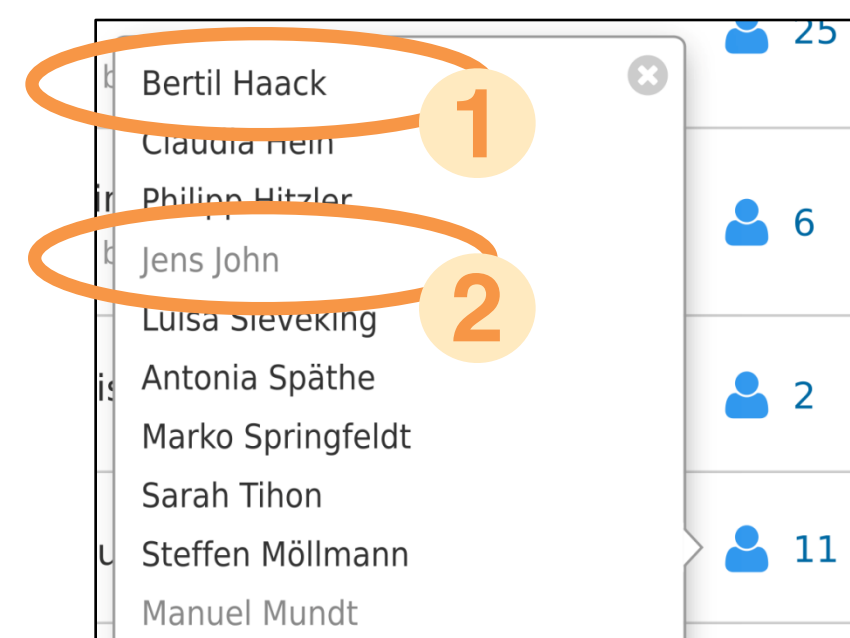 25
Bertil Haack
1
Claudia Hein
Philipp Hitzler
6
Jens John
2
Luisa Sieveking
Antonia Späthe
2
Marko Springfeldt
Sarah Tihon
Steffen Möllmann
11
Manuel Mundt